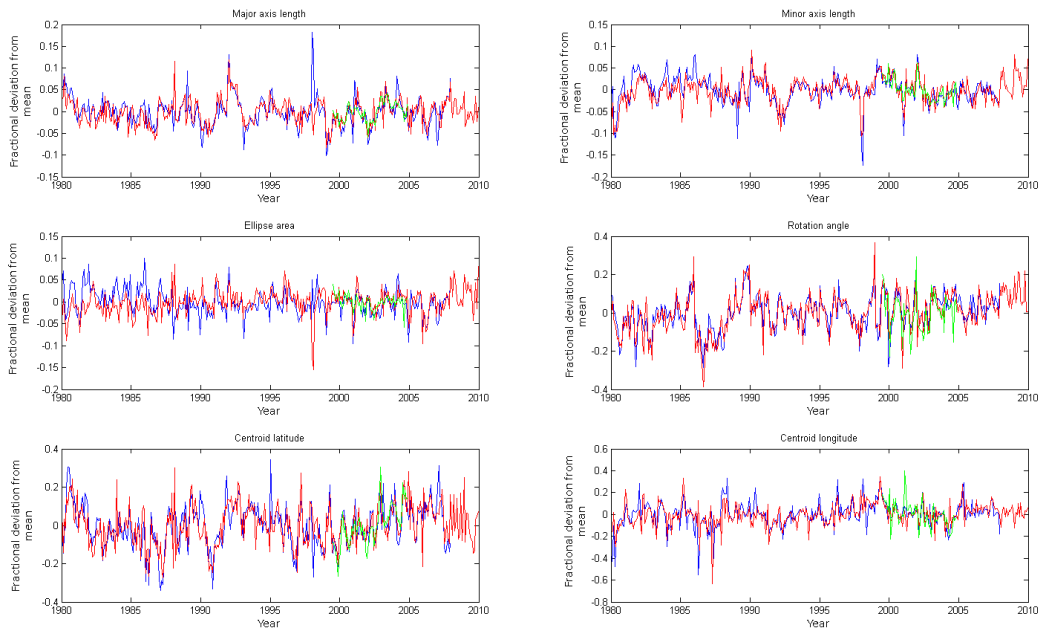 Major axis length
Fractional deviation from
mean
0.2
0.15
0.1
0.05
0
-0.05
-0.1
-0.15
1980 1985 1990 1995 2000 2005 2010
Year
Minor axis length
Fractional deviation from
mean
0.15
0.1
0.05
0
-0.05
-0.1
0.15
-0.2
1980 1985 1990 1995 2000 2005 2010
Year
Ellipse area
Fractional deviation from
mean
0.15
0.1
0.05
0
-0.05
-0.1
0.15
-0.2
1980 1985 1990 1995 2000 2005 2010
Year
Rotation angle
Fractional deviation from
mean
0.4
0.2
0
-0.2
-0.4
1980 1985 1990 1995 2000 2005 2010
Year
Centroid latitude
Fractional deviation from
mean
0.4
0.2
0
-0.2
-0.4
1980 1985 1990 1995 2000 2005 2010
Year
Centroid longitude
Fractional deviation from
mean
0.6
0.4
0.2
0
-0.2
-0.4
-0.6
-0.8
1980 1985 1990 1995 2000 2005 2010
Year